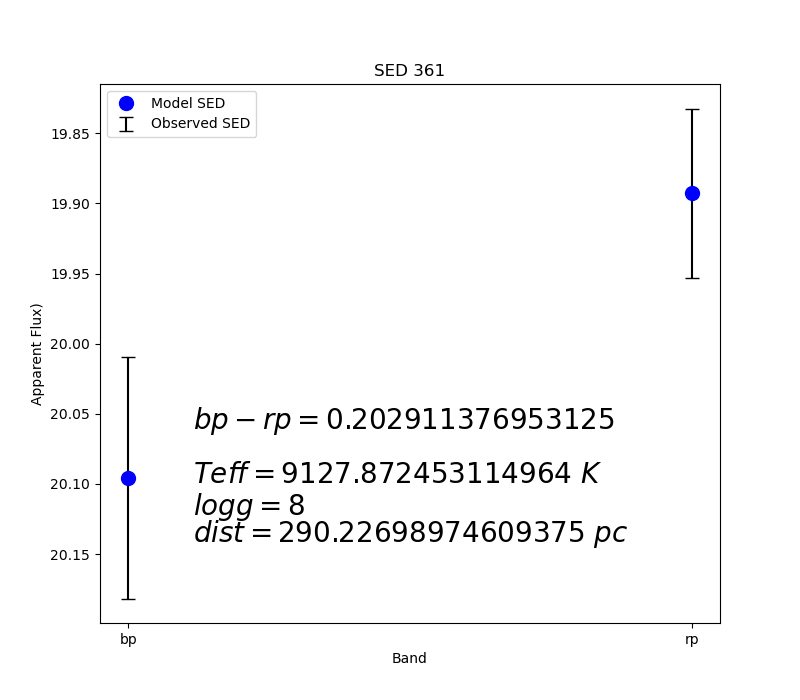 SED 361
Model SED
Observed SED
19.85
19.90
19.95
20.00
20.05
20.10
20.15
Apparent Flux)
bp − rp = 0.202911376953125
Teff = 9127.872453114964 K
logg = 8
dist = 290.22698974609375 pc
bp
rp
Band